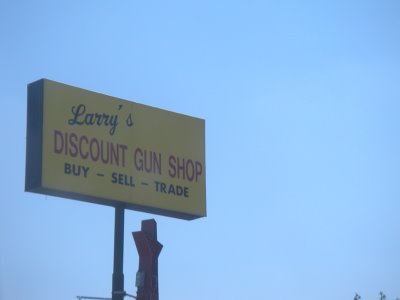 Larry's
DISCOUNT GUN SHOP
BUY - SELL - TRADE